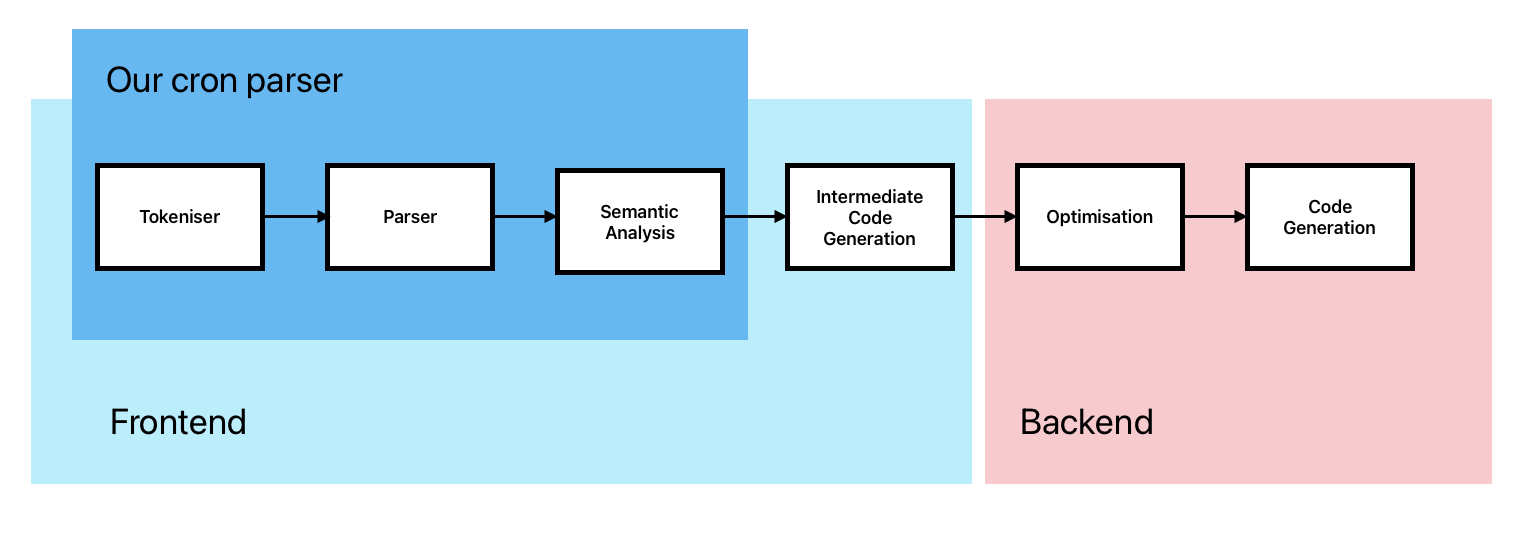 Our cron parser
Tokeniser
Parser
Semantic
Analysis
Intermediate
Code
Generation
Optimisation
Code
Generation
Frontend
Backend